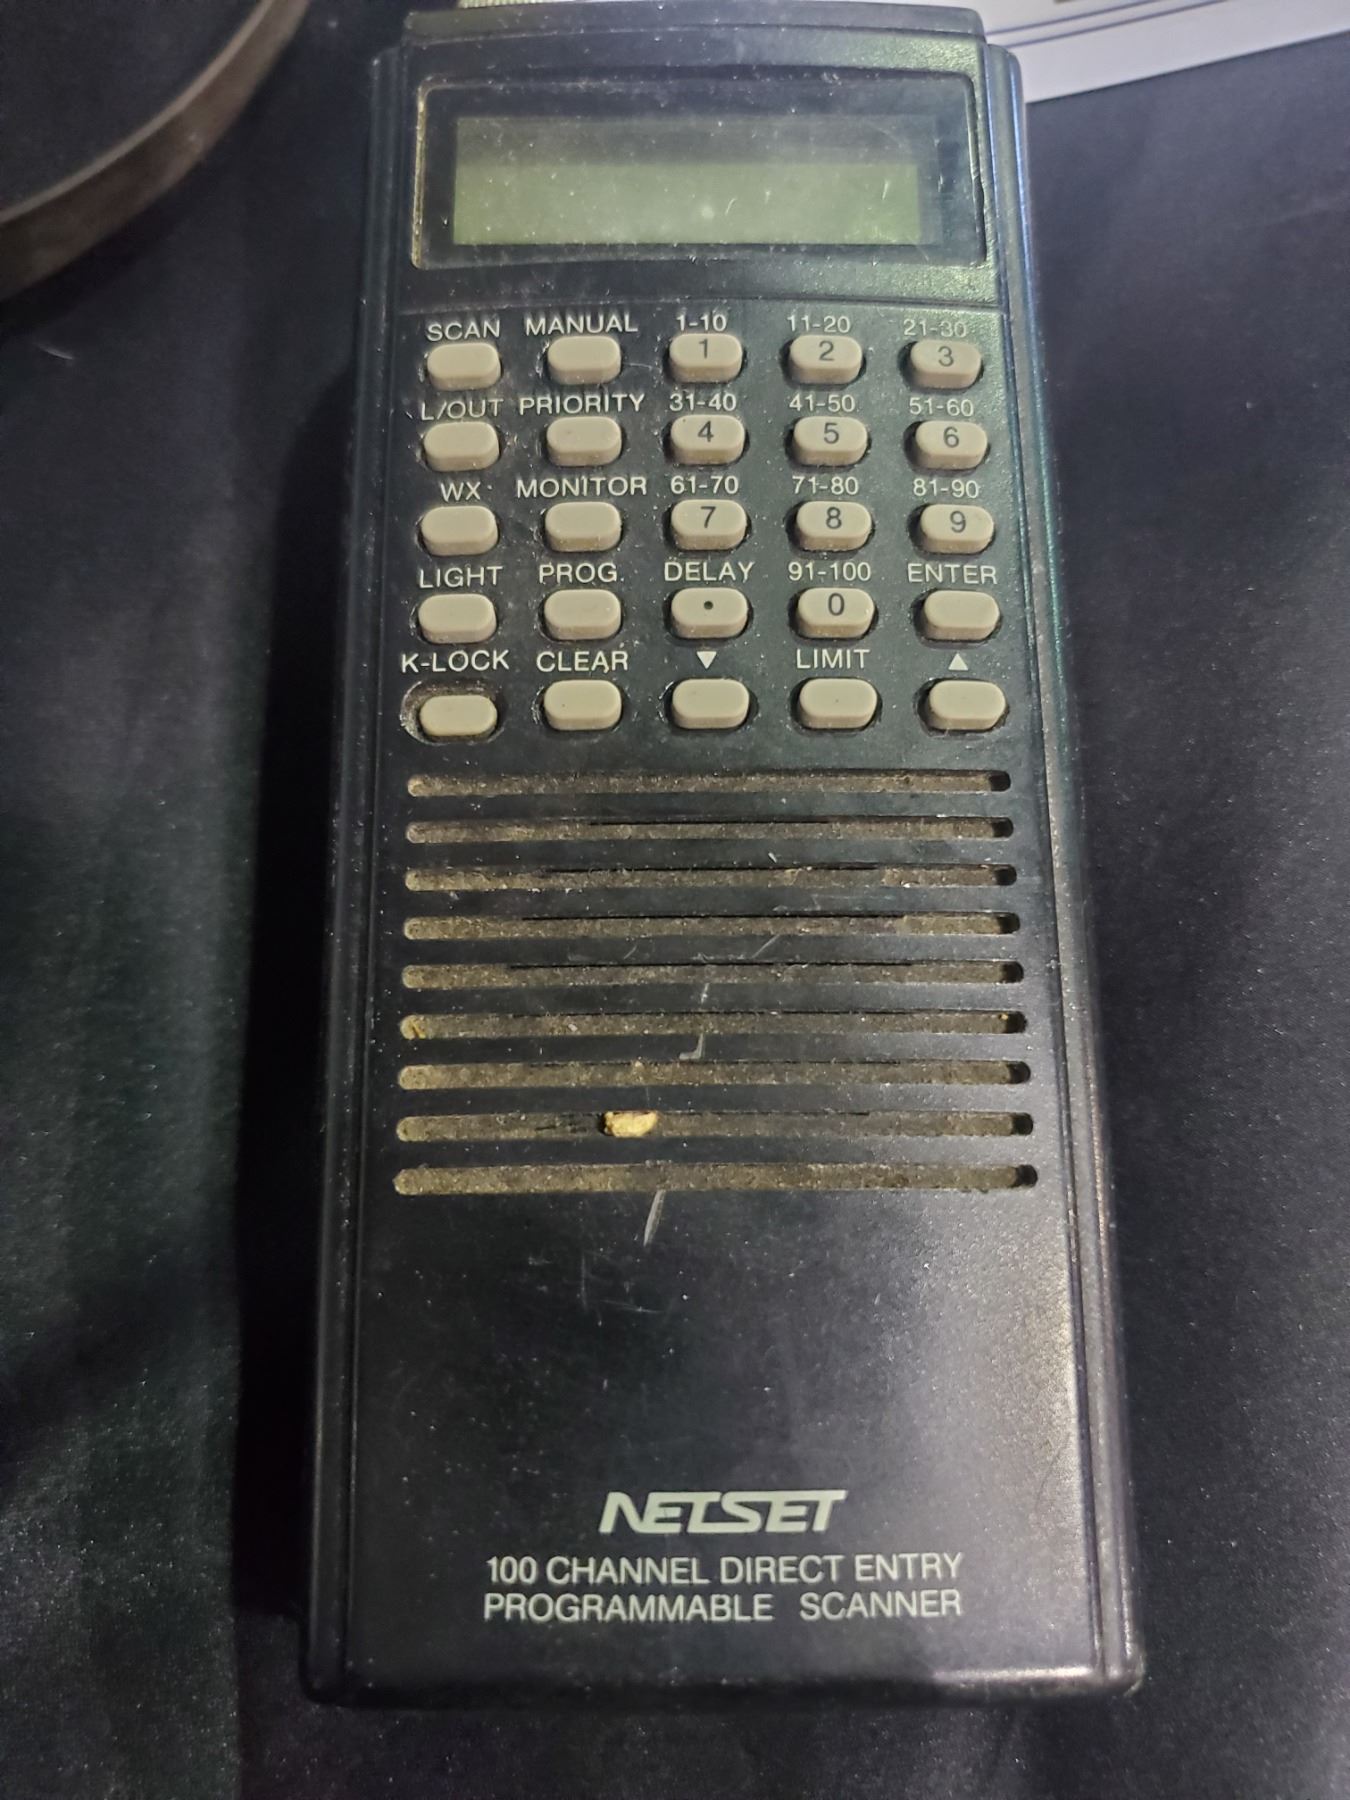 SCAN MANUAL 1-10 11-20 21-30
1 2 3
L/OUT PRIORITY 31-40 41-50 51-60
4 5 6
WX MONITOR 61-70 71-80 81-90
7 8 9
LIGHT PROG. DELAY 91-100 ENTER
• 0
K-LOCK CLEAR ▼ LIMIT ▲
NETSET
100 CHANNEL DIRECT ENTRY
PROGRAMMABLE SCANNER